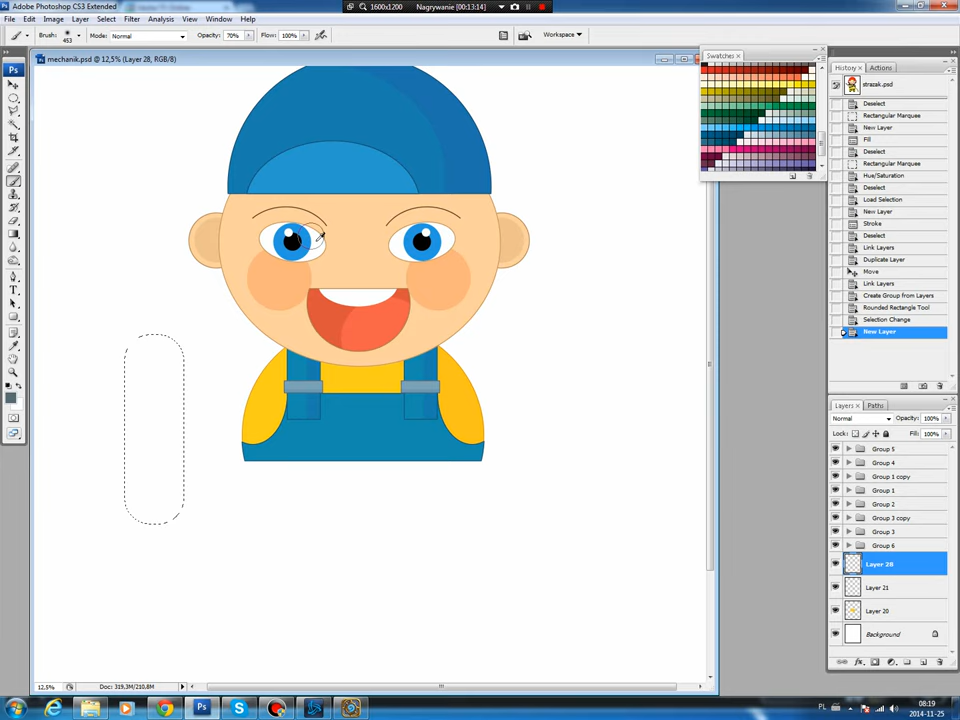 Adobe Photoshop CS3 Extended
1600x1200
Nagrywanie [00:13:14]
File Edit Image Layer Select Filter Analysis View Window Help
Brush: 453 Mode: Normal Opacity: 70% Flow: 100% Workspace
mechanik.psd @ 12,5% (Layer 28, RGB/8)
Swatches
History Actions
strazak.psd
Deselect
Rectangular Marquee
New Layer
Fill
Deselect
Rectangular Marquee
Hue/Saturation
Deselect
Load Selection
New Layer
Stroke
Deselect
Link Layers
Duplicate Layer
Move
Link Layers
Create Group from Layers
Rounded Rectangle Tool
Selection Change
New Layer
Layers Paths
Normal Opacity: 100%
Lock: Fill: 100%
Group 5
Group 4
Group 1 copy
Group 1
Group 2
Group 3 copy
Group 3
Group 6
Layer 28
Layer 21
Layer 20
Background
12,5% Doc: 319,3M/210,8M
PL
08:19
2014-11-25